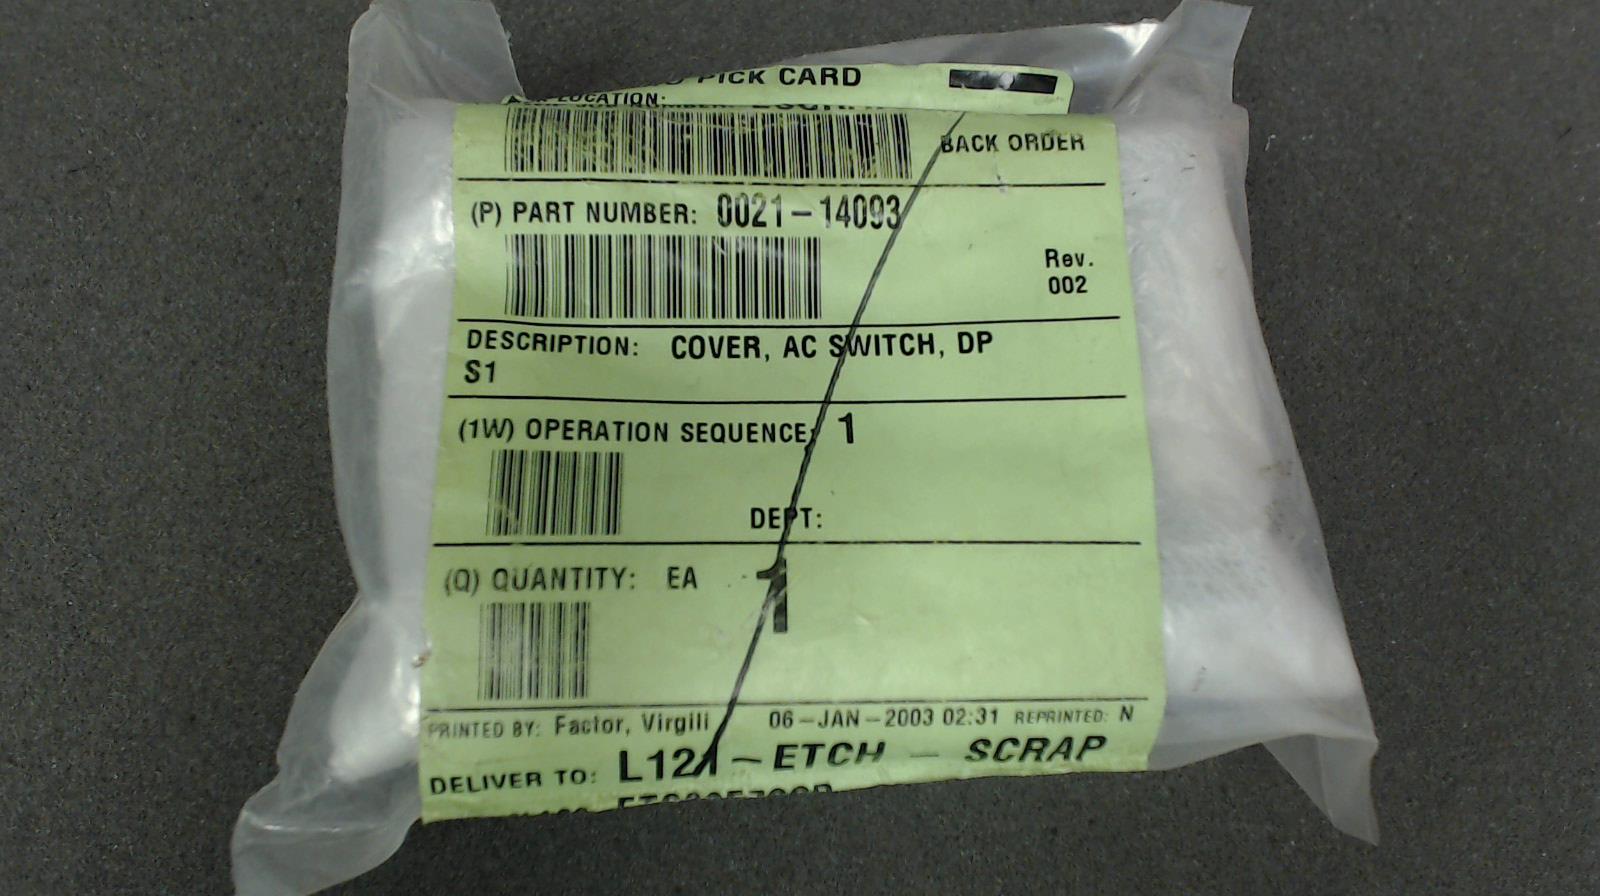 PICK CARD
LOCATION:
BACK ORDER
(P) PART NUMBER: 0021-14093
Rev.
002
DESCRIPTION: COVER, AC SWITCH, DP
S1
(1W) OPERATION SEQUENCE: 1
DEPT:
(Q) QUANTITY: EA 1
PRINTED BY: Factor, Virgili 06-JAN-2003 02:31 REPRINTED: N
DELIVER TO: L121-ETCH - SCRAP